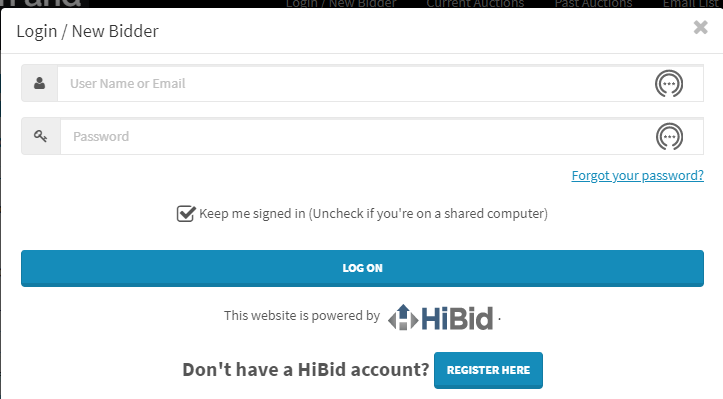 Login / New Bidder Current Auctions Past Auctions Email List
Login / New Bidder
User Name or Email
Password
Forgot your password?
Keep me signed in (Uncheck if you're on a shared computer)
LOG ON
This website is powered by HiBid .
Don't have a HiBid account? REGISTER HERE